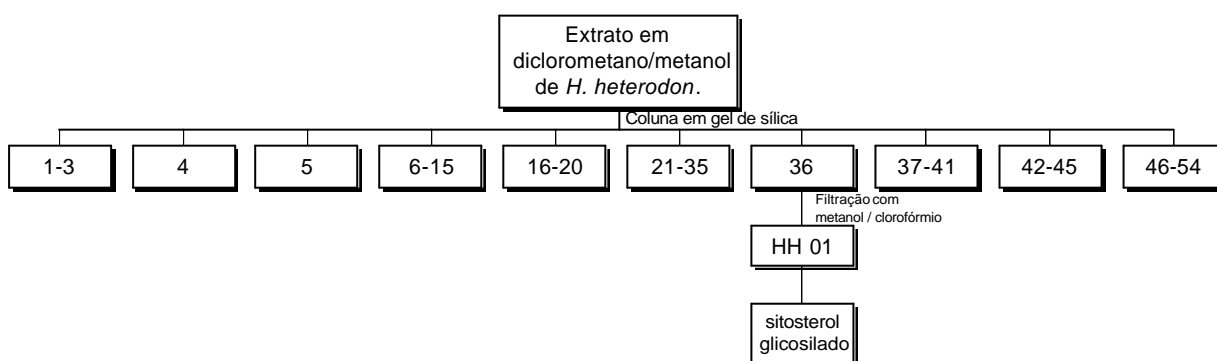 Extrato em
diclorometano/metanol
de H. heterodon.
Coluna em gel de sílica
1-3
4
5
6-15
16-20
21-35
36
37-41
42-45
46-54
Filtração com
metanol / clorofórmio
HH 01
sitosterol
glicosilado